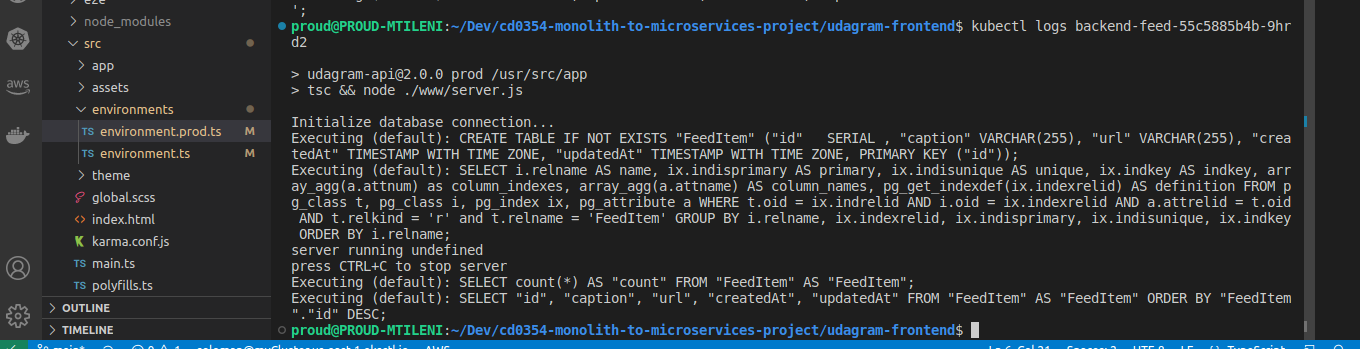 eze
node_modules
src
app
assets
environments
TS environment.prod.ts M
TS environment.ts M
theme
global.scss
index.html
karma.conf.js
TS main.ts
TS polyfills.ts
OUTLINE
TIMELINE
aws
';
proud@PROUD-MTILENI:~/Dev/cd0354-monolith-to-microservices-project/udagram-frontend$ kubectl logs backend-feed-55c5885b4b-9hr
d2
> udagram-api@2.0.0 prod /usr/src/app
> tsc && node ./www/server.js
Initialize database connection...
Executing (default): CREATE TABLE IF NOT EXISTS "FeedItem" ("id"   SERIAL , "caption" VARCHAR(255), "url" VARCHAR(255), "crea
tedAt" TIMESTAMP WITH TIME ZONE, "updatedAt" TIMESTAMP WITH TIME ZONE, PRIMARY KEY ("id"));
Executing (default): SELECT i.relname AS name, ix.indisprimary AS primary, ix.indisunique AS unique, ix.indkey AS indkey, arr
ay_agg(a.attnum) as column_indexes, array_agg(a.attname) AS column_names, pg_get_indexdef(ix.indexrelid) AS definition FROM p
g_class t, pg_class i, pg_index ix, pg_attribute a WHERE t.oid = ix.indrelid AND i.oid = ix.indexrelid AND a.attrelid = t.oid
 AND t.relkind = 'r' and t.relname = 'FeedItem' GROUP BY i.relname, ix.indexrelid, ix.indisprimary, ix.indisunique, ix.indkey
 ORDER BY i.relname;
server running undefined
press CTRL+C to stop server
Executing (default): SELECT count(*) AS "count" FROM "FeedItem" AS "FeedItem";
Executing (default): SELECT "id", "caption", "url", "createdAt", "updatedAt" FROM "FeedItem" AS "FeedItem" ORDER BY "FeedItem
"."id" DESC;
proud@PROUD-MTILENI:~/Dev/cd0354-monolith-to-microservices-project/udagram-frontend$